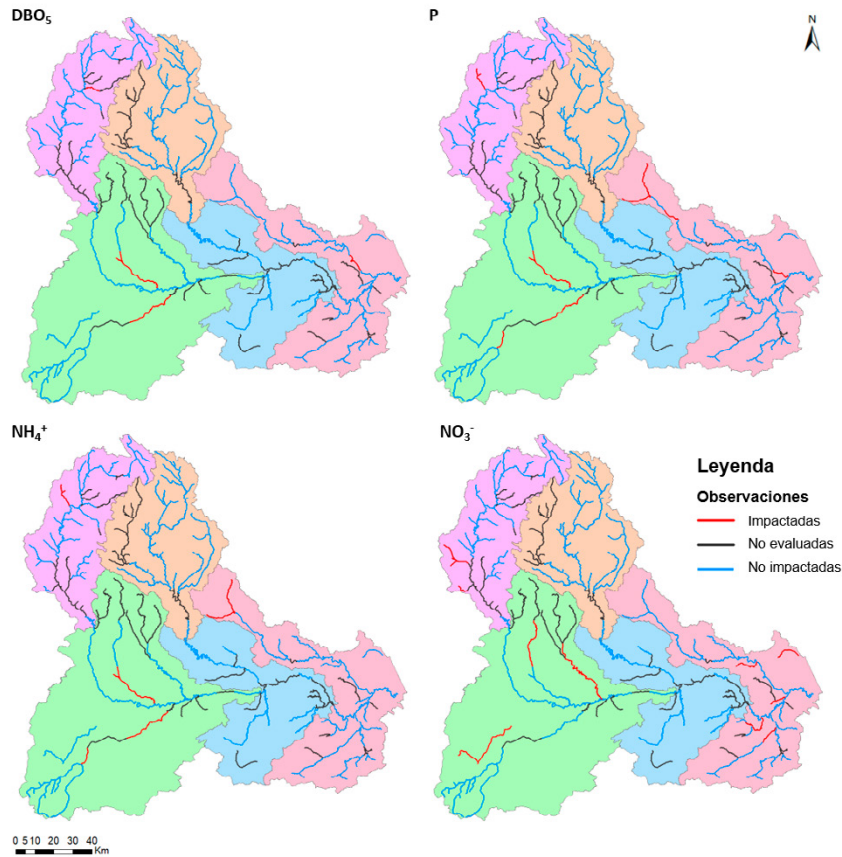 DBO₅
P
N
NH₄⁺
NO₃⁻
Leyenda
Observaciones
Impactadas
No evaluadas
No impactadas
0 5 10 20 30 40
Km